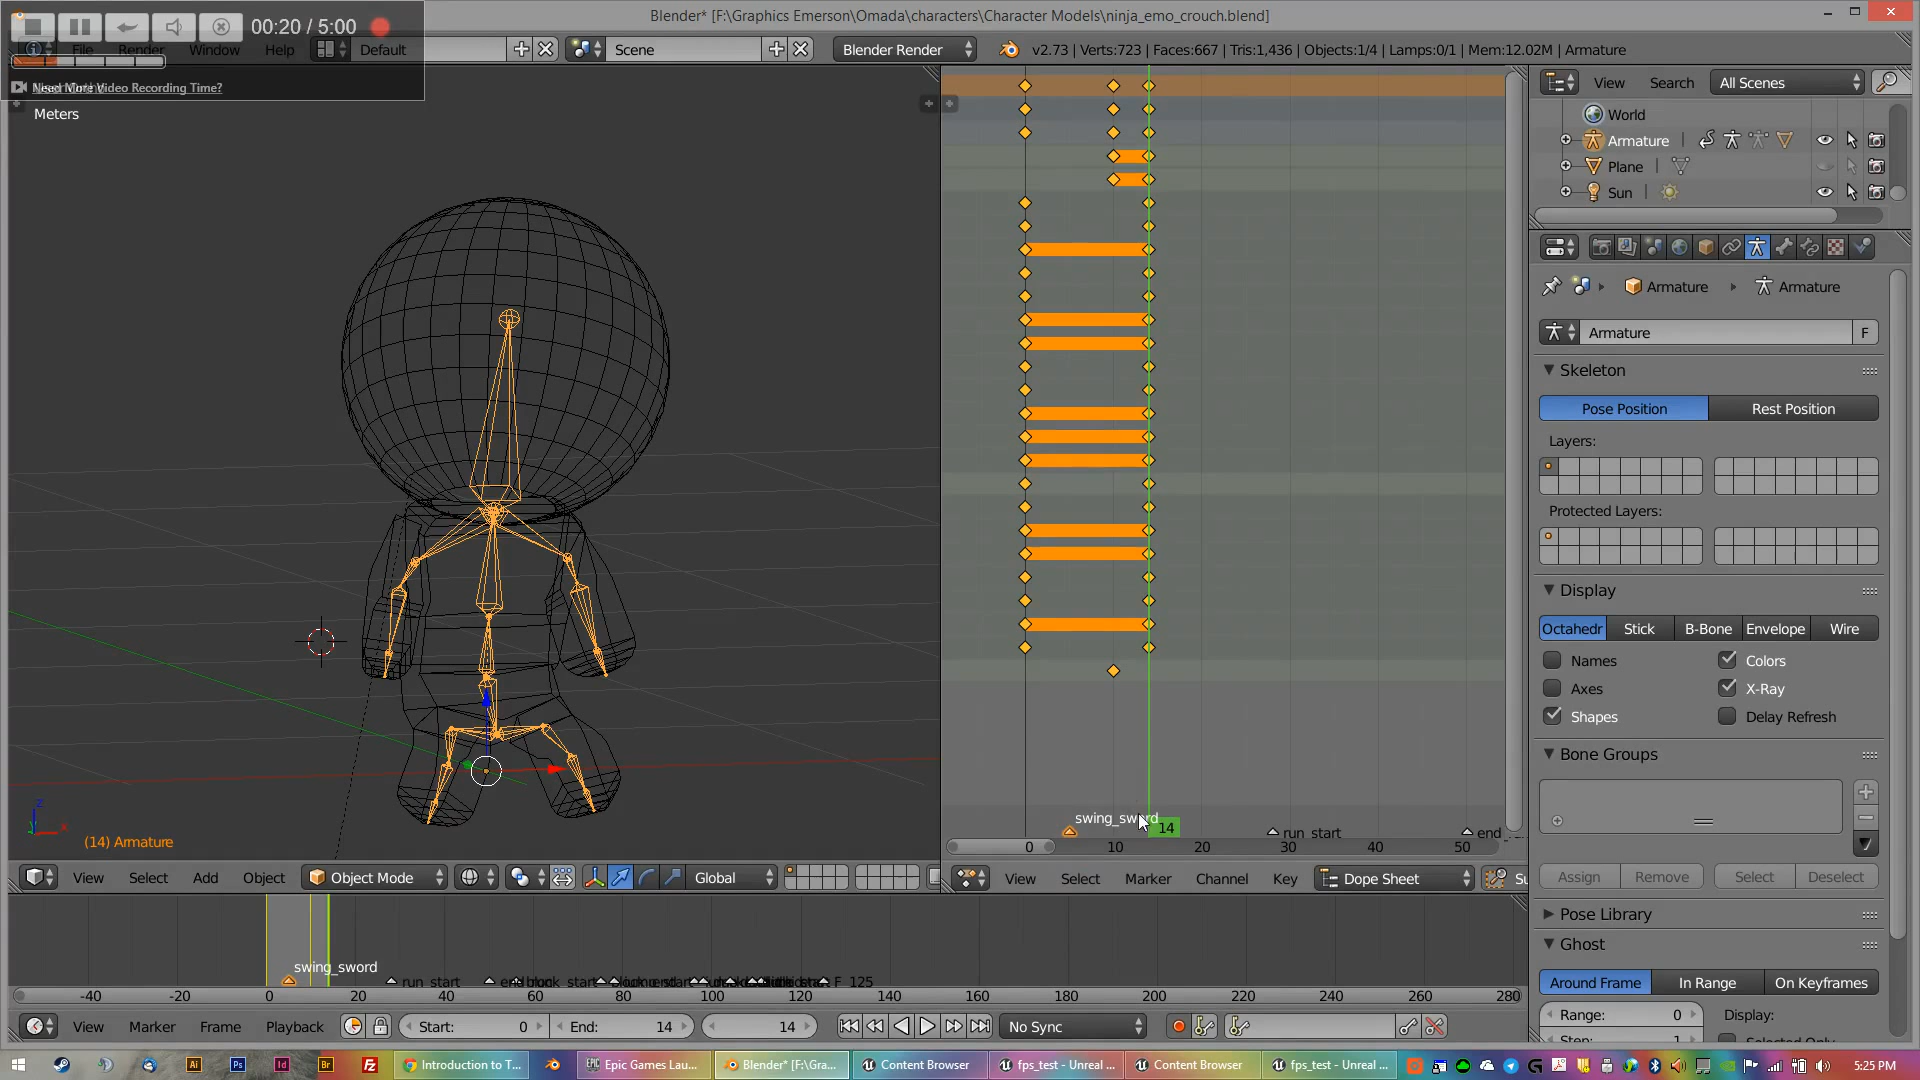 Blender* [F:\Graphics Emerson\Omada\characters\Character Models\ninja_emo_crouch.blend]
00:20 / 5:00
File Render Window Help Default Scene Blender Render v2.73 | Verts:723 | Faces:667 | Tris:1,436 | Objects:1/4 | Lamps:0/1 | Mem:12.02M | Armature
Need More Video Recording Time?
Meters
View Search All Scenes
World
Armature
Plane
Sun
Armature Armature
Armature F
Skeleton
Pose Position Rest Position
Layers:
Protected Layers:
Display
Octahedr Stick B-Bone Envelope Wire
Names Colors
Axes X-Ray
Shapes Delay Refresh
Bone Groups
Assign Remove Select Deselect
Pose Library
Ghost
Around Frame In Range On Keyframes
Range: 0 Display:
Step: 1
(14) Armature
swing_sword 14 run_start end
0 10 20 30 40 50
View Select Add Object Object Mode Global
View Select Marker Channel Key Dope Sheet Su
swing_sword
run_start F_125
-40 -20 0 20 40 60 80 100 120 140 160 180 200 220 240 260 280
View Marker Frame Playback Start: 0 End: 14 14 No Sync
Ai Ps Id Br Fz Introduction to T... Epic Games Lau... Blender* [F:\Gra... Content Browser fps_test - Unreal ... Content Browser fps_test - Unreal ... 5:25 PM